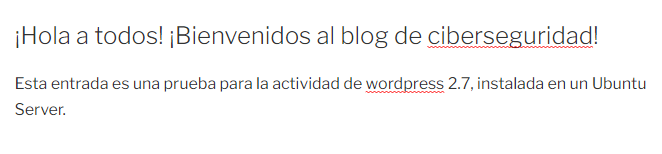 ¡Hola a todos! ¡Bienvenidos al blog de ciberseguridad!
Esta entrada es una prueba para la actividad de wordpress 2.7, instalada en un Ubuntu
Server.